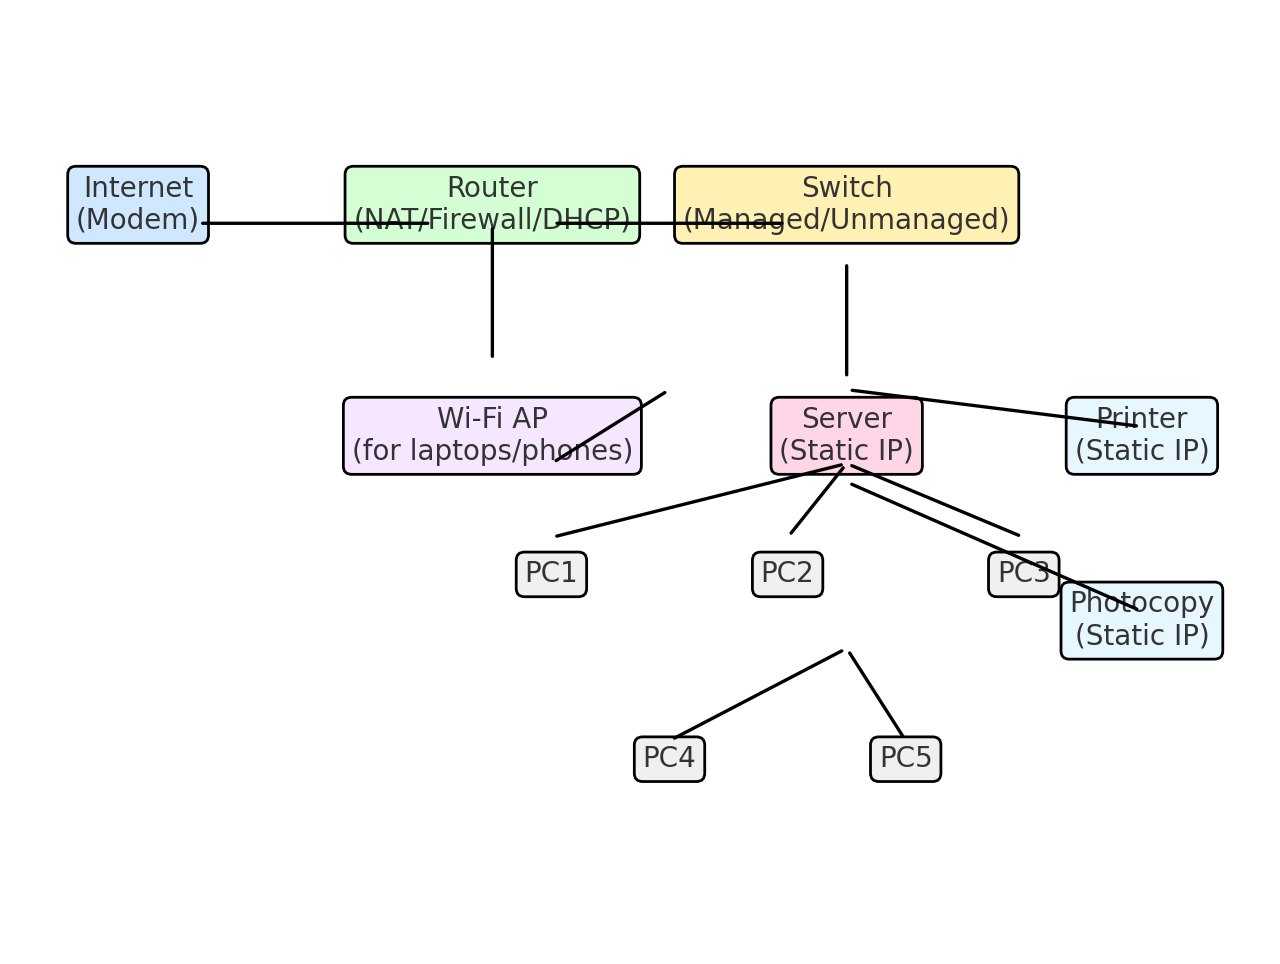 Internet
(Modem)
Router
(NAT/Firewall/DHCP)
Switch
(Managed/Unmanaged)
Wi-Fi AP
(for laptops/phones)
Server
(Static IP)
Printer
(Static IP)
PC1
PC2
PC3
Photocopy
(Static IP)
PC4
PC5